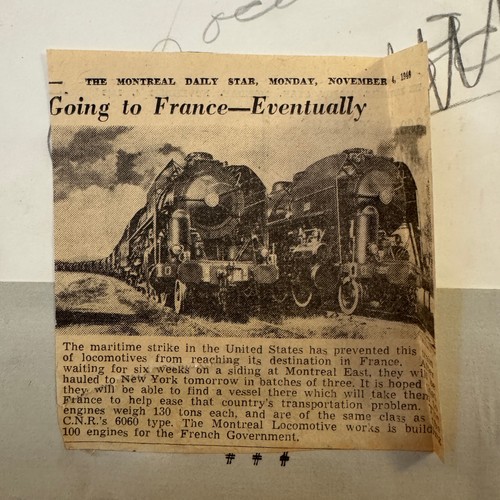 THE MONTREAL DAILY STAR, MONDAY, NOVEMBER
Going to France—Eventually
The maritime strike in the United States has prevented this
of locomotives from reaching its destination in France.
waiting for six weeks on a siding at Montreal East, they wi
hauled to New York tomorrow in batches of three. It is hoped
they will be able to find a vessel there which will take them
France to help ease that country's transportation problem.
engines weigh 130 tons each, and are of the same class as
C.N.R.'s 6060 type. The Montreal Locomotive works is build
100 engines for the French Government.
# # #